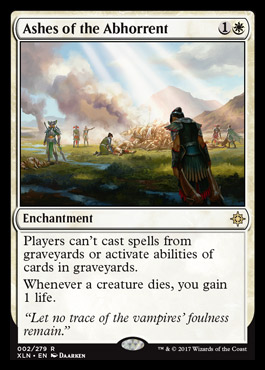 Ashes of the Abhorrent 1
Enchantment
Players can't cast spells from
graveyards or activate abilities of
cards in graveyards.
Whenever a creature dies, you gain
1 life.
"Let no trace of the vampires' foulness
remain."
002/279 R
XLN • EN Daarken
™ & © 2017 Wizards of the Coast